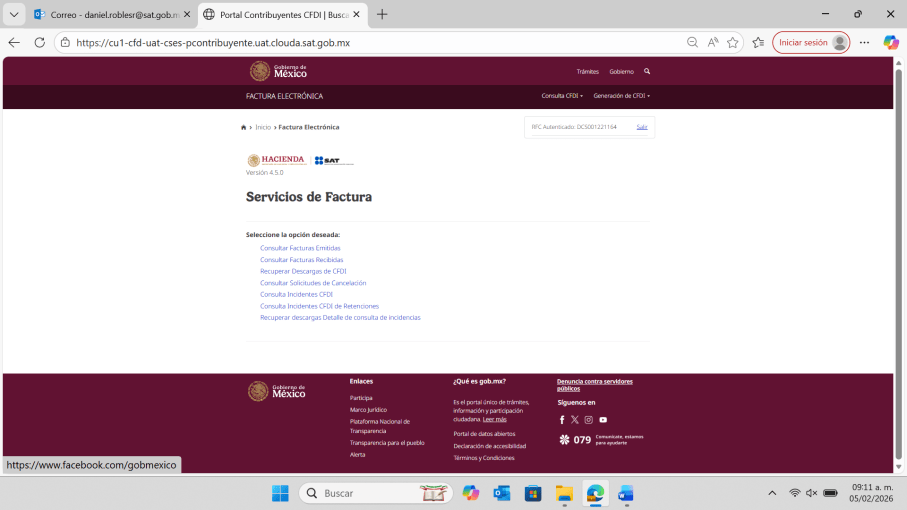 Correo - daniel.roblesr@sat.gob.m
Portal Contribuyentes CFDI | Busca
https://cu1-cfd-uat-cses-pcontribuyente.uat.clouda.sat.gob.mx
Iniciar sesión
Gobierno de
México
Trámites Gobierno
FACTURA ELECTRÓNICA
Consulta CFDI Generación de CFDI
Inicio Factura Electrónica
RFC Autenticado: DCS001221164 Salir
HACIENDA SAT
Versión 4.5.0
Servicios de Factura
Seleccione la opción deseada:
Consultar Facturas Emitidas
Consultar Facturas Recibidas
Recuperar Descargas de CFDI
Consultar Solicitudes de Cancelación
Consulta Incidentes CFDI
Consulta Incidentes CFDI de Retenciones
Recuperar descargas Detalle de consulta de incidencias
Gobierno de
México
Enlaces
Participa
Marco Jurídico
Plataforma Nacional de
Transparencia
Transparencia para el pueblo
Alerta
¿Qué es gob.mx?
Es el portal único de trámites,
información y participación
ciudadana. Leer más
Portal de datos abiertos
Declaración de accesibilidad
Términos y Condiciones
Denuncia contra servidores
públicos
Síguenos en
079 Comunícate, estamos
para ayudarte
https://www.facebook.com/gobmexico
Buscar
09:11 a. m.
05/02/2026